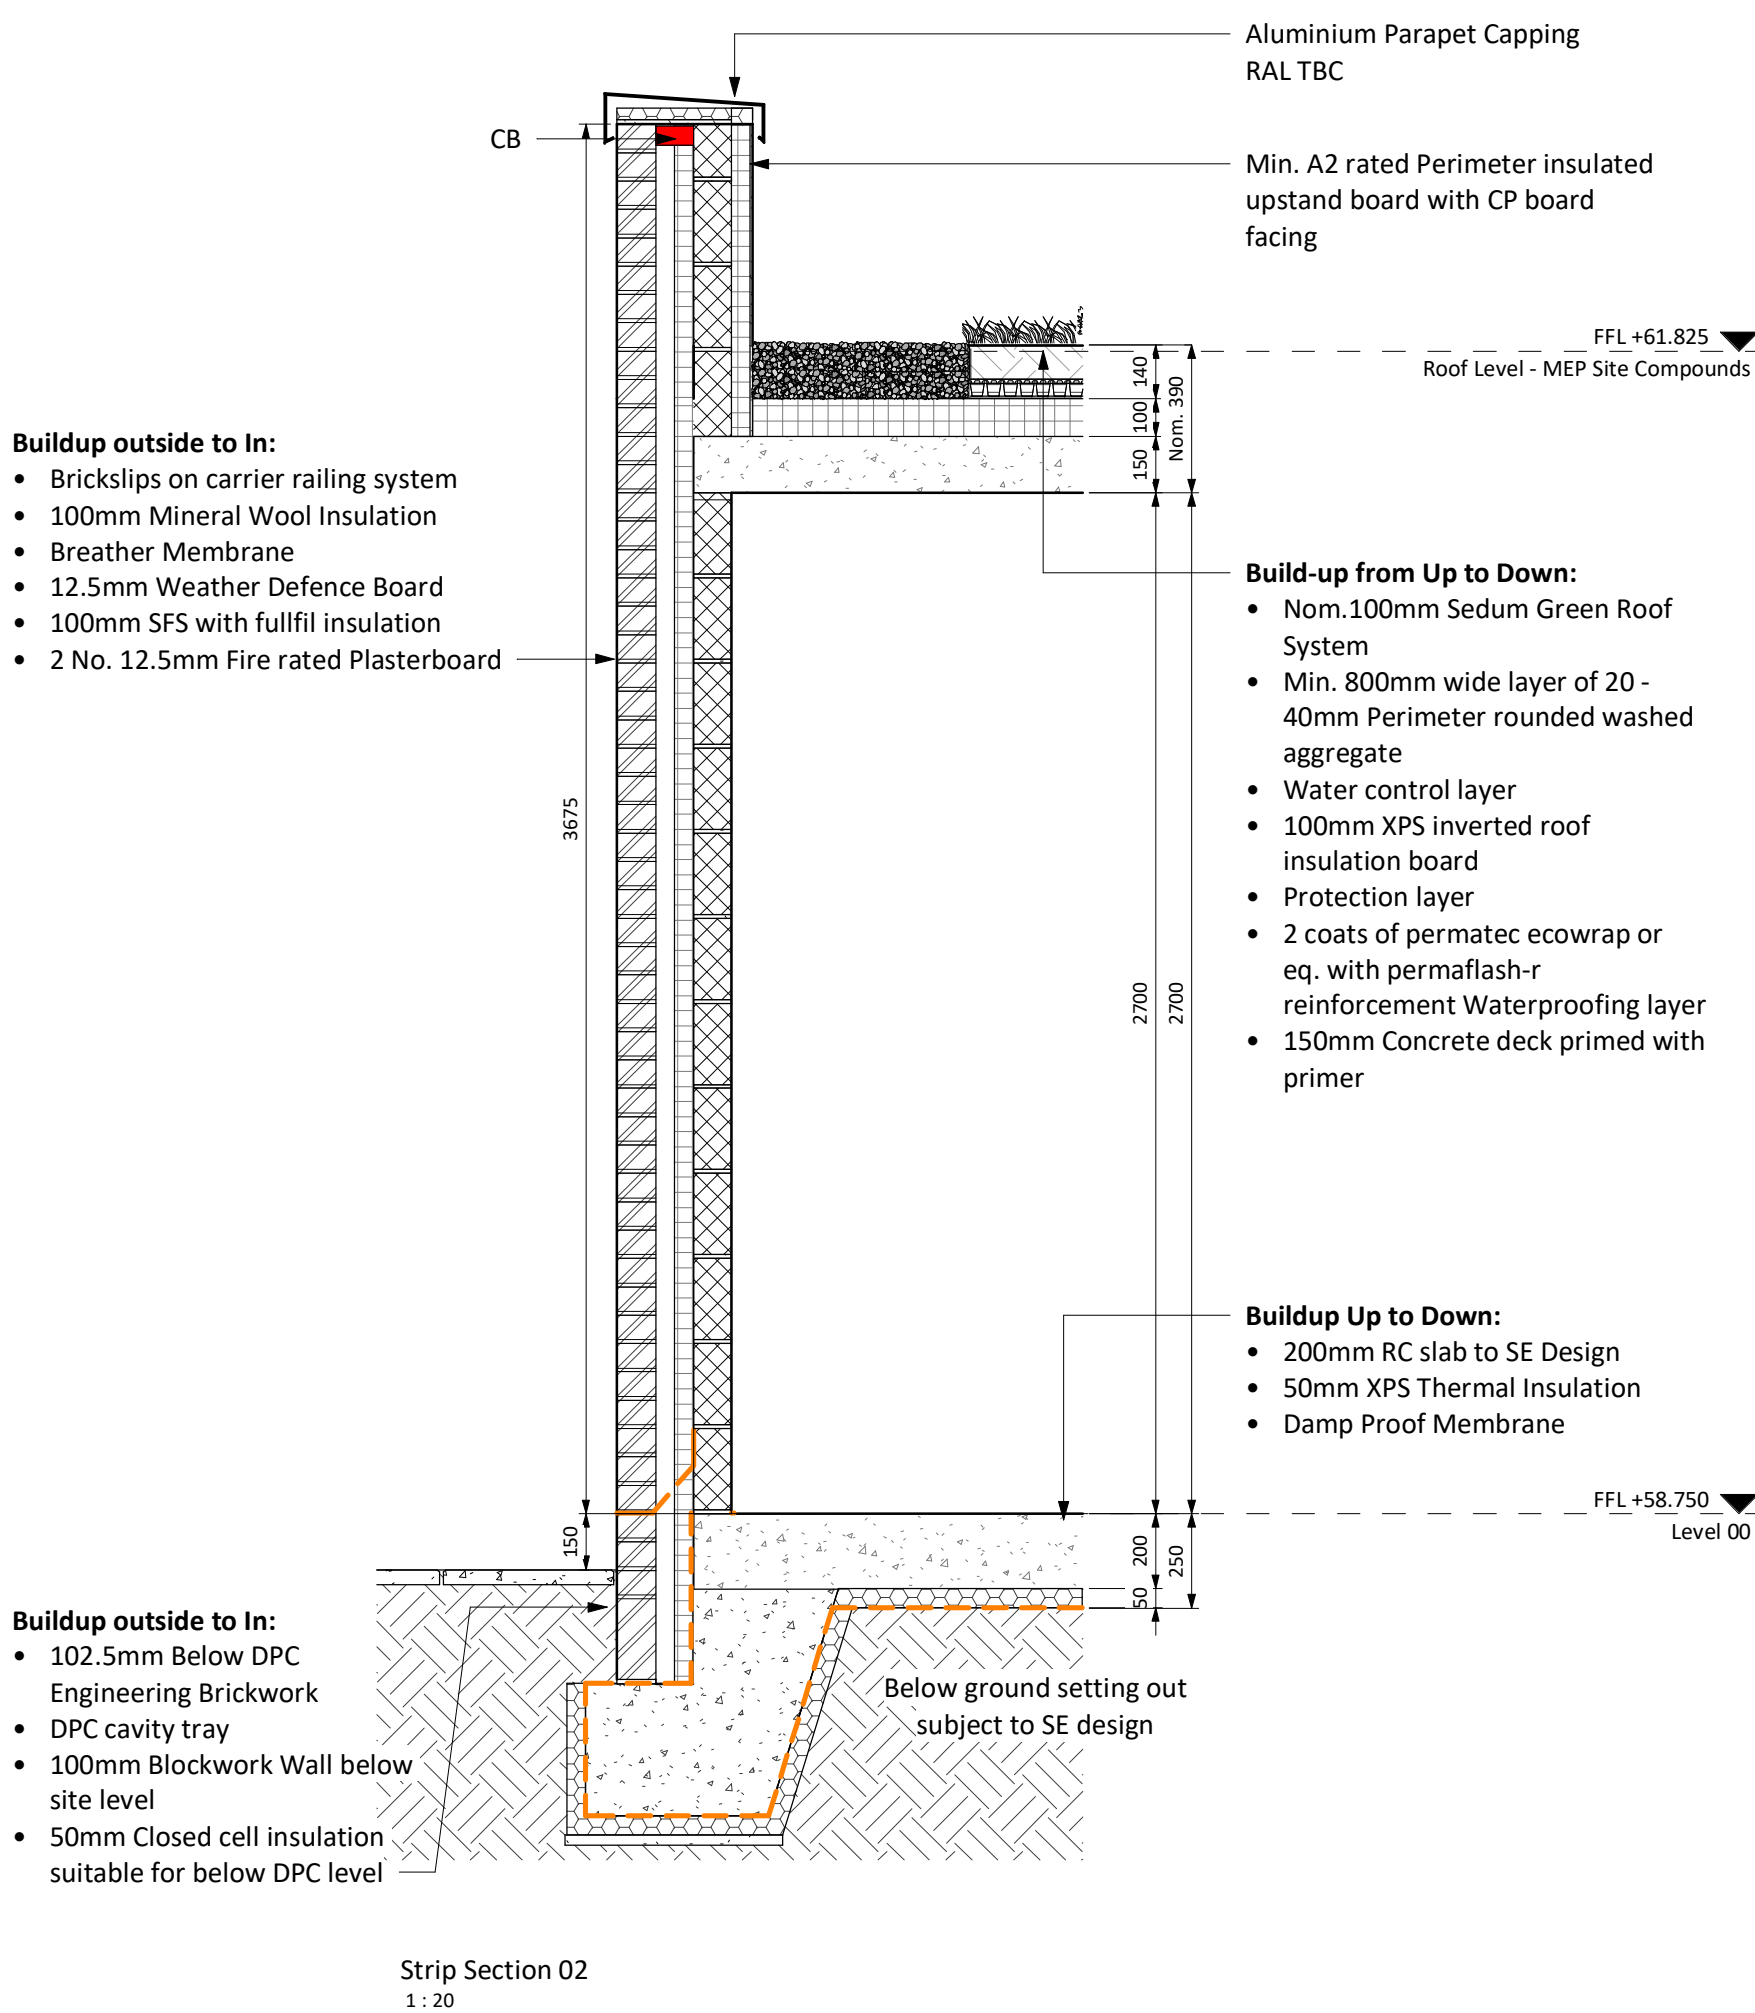 Aluminium Parapet Capping
RAL TBC
CB
Min. A2 rated Perimeter insulated
upstand board with CP board
facing
FFL +61.825
Roof Level - MEP Site Compounds
140
100
150
Nom. 390
Buildup outside to In:
• Brickslips on carrier railing system
• 100mm Mineral Wool Insulation
• Breather Membrane
• 12.5mm Weather Defence Board
• 100mm SFS with fullfil insulation
• 2 No. 12.5mm Fire rated Plasterboard
Build-up from Up to Down:
• Nom.100mm Sedum Green Roof
System
• Min. 800mm wide layer of 20 -
40mm Perimeter rounded washed
aggregate
• Water control layer
• 100mm XPS inverted roof
insulation board
• Protection layer
• 2 coats of permatec ecowrap or
eq. with permaflash-r
reinforcement Waterproofing layer
• 150mm Concrete deck primed with
primer
3675
2700
2700
Buildup Up to Down:
• 200mm RC slab to SE Design
• 50mm XPS Thermal Insulation
• Damp Proof Membrane
FFL +58.750
Level 00
150
200
250
50
Buildup outside to In:
• 102.5mm Below DPC
Engineering Brickwork
• DPC cavity tray
• 100mm Blockwork Wall below
site level
• 50mm Closed cell insulation
suitable for below DPC level
Below ground setting out
subject to SE design
Strip Section 02
1 : 20